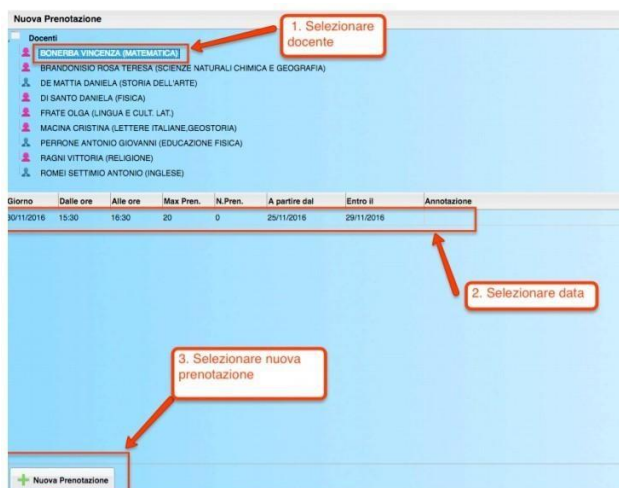 Nuova Prenotazione
1. Selezionare
docente
Docenti
BONERBA VINCENZA (MATEMATICA)
BRANDONISIO ROSA TERESA (SCIENZE NATURALI CHIMICA E GEOGRAFIA)
DE MATTIA DANIELA (STORIA DELL'ARTE)
DI SANTO DANIELA (FISICA)
FRATE OLGA (LINGUA E CULT. LAT.)
MACINA CRISTINA (LETTERE ITALIANE,GEOSTORIA)
PERRONE ANTONIO GIOVANNI (EDUCAZIONE FISICA)
RAGNI VITTORIA (RELIGIONE)
ROMEI SETTIMIO ANTONIO (INGLESE)
Giorno Dalle ore Alle ore Max Pren. N.Pren. A partire dal Entro il Annotazione
30/11/2016 15:30 16:30 20 0 25/11/2016 29/11/2016
2. Selezionare data
3. Selezionare nuova
prenotazione
Nuova Prenotazione